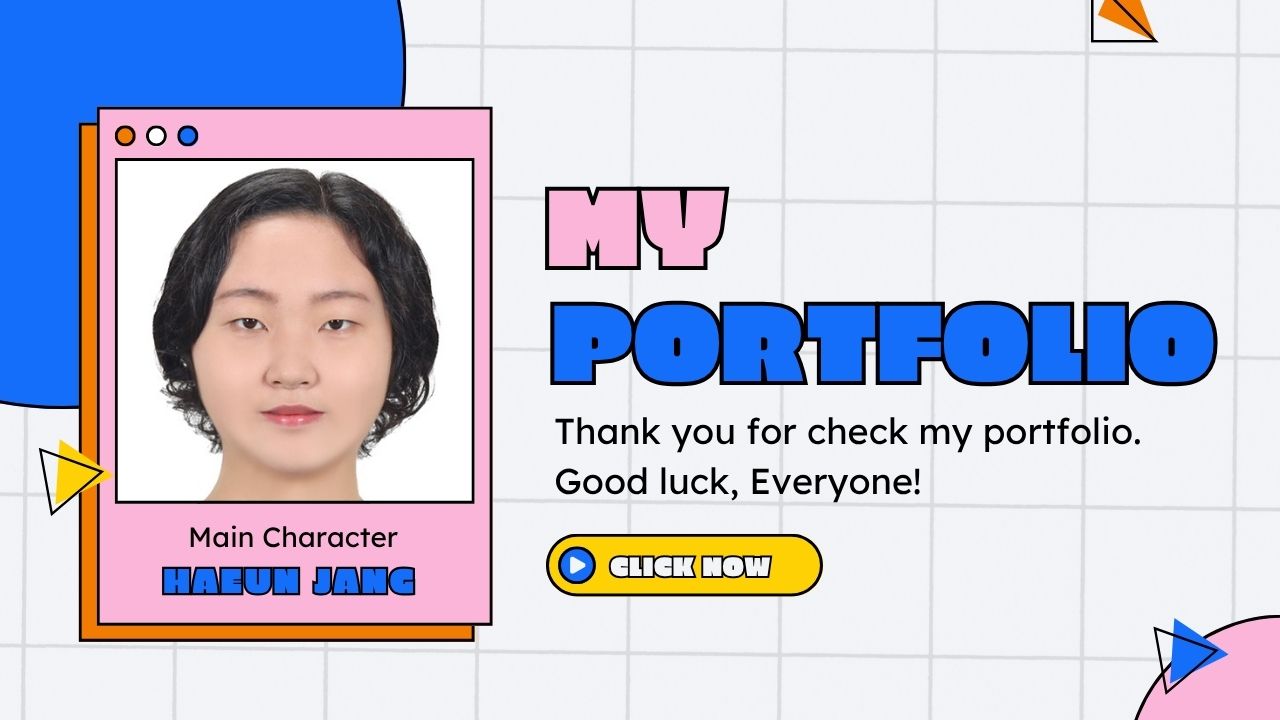 MY
PORTFOLIO
Thank you for check my portfolio.
Good luck, Everyone!
CLICK NOW
Main Character
HAEUN JANG